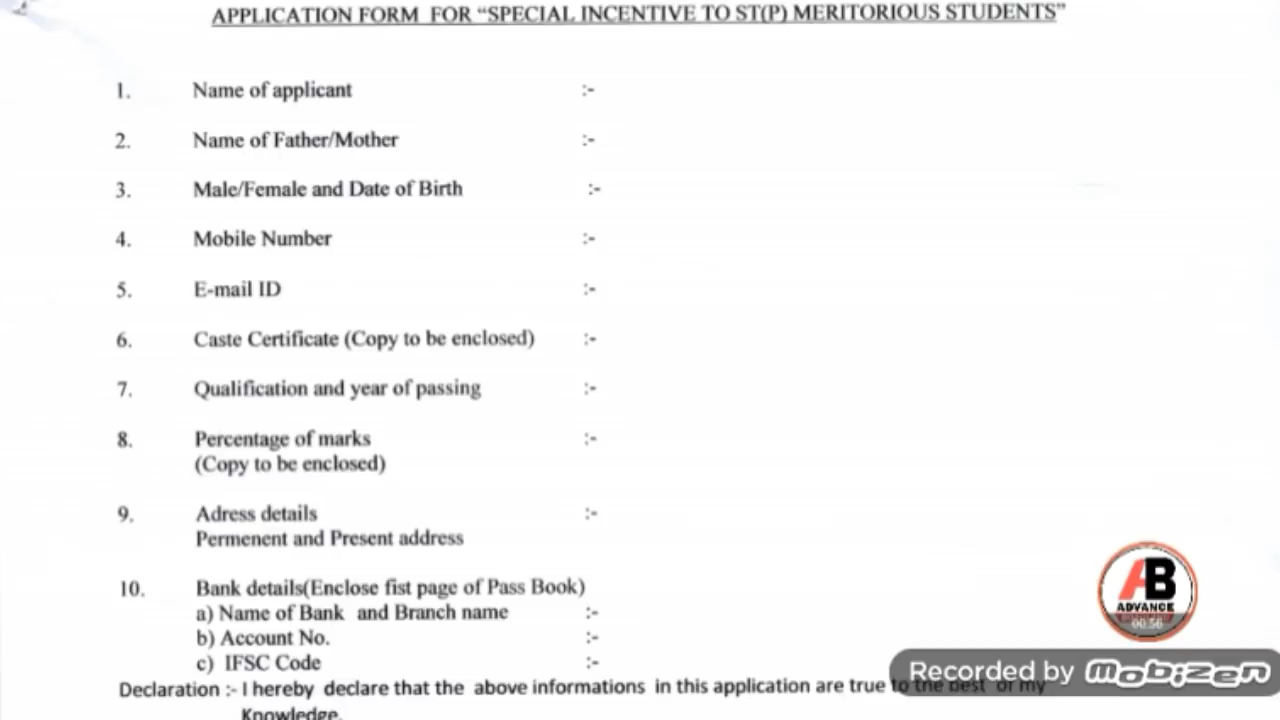 APPLICATION FORM FOR “SPECIAL INCENTIVE TO ST(P) MERITORIOUS STUDENTS”
1. Name of applicant :-
2. Name of Father/Mother :-
3. Male/Female and Date of Birth :-
4. Mobile Number :-
5. E-mail ID :-
6. Caste Certificate (Copy to be enclosed) :-
7. Qualification and year of passing :-
8. Percentage of marks :-
(Copy to be enclosed)
9. Adress details :-
Permenent and Present address
10. Bank details(Enclose fist page of Pass Book)
a) Name of Bank and Branch name :-
b) Account No. :-
c) IFSC Code :-
Declaration :- I hereby declare that the above informations in this application are true to the best of my
Knowledge.
AB
ADVANCE
00:56
Recorded by mobizen